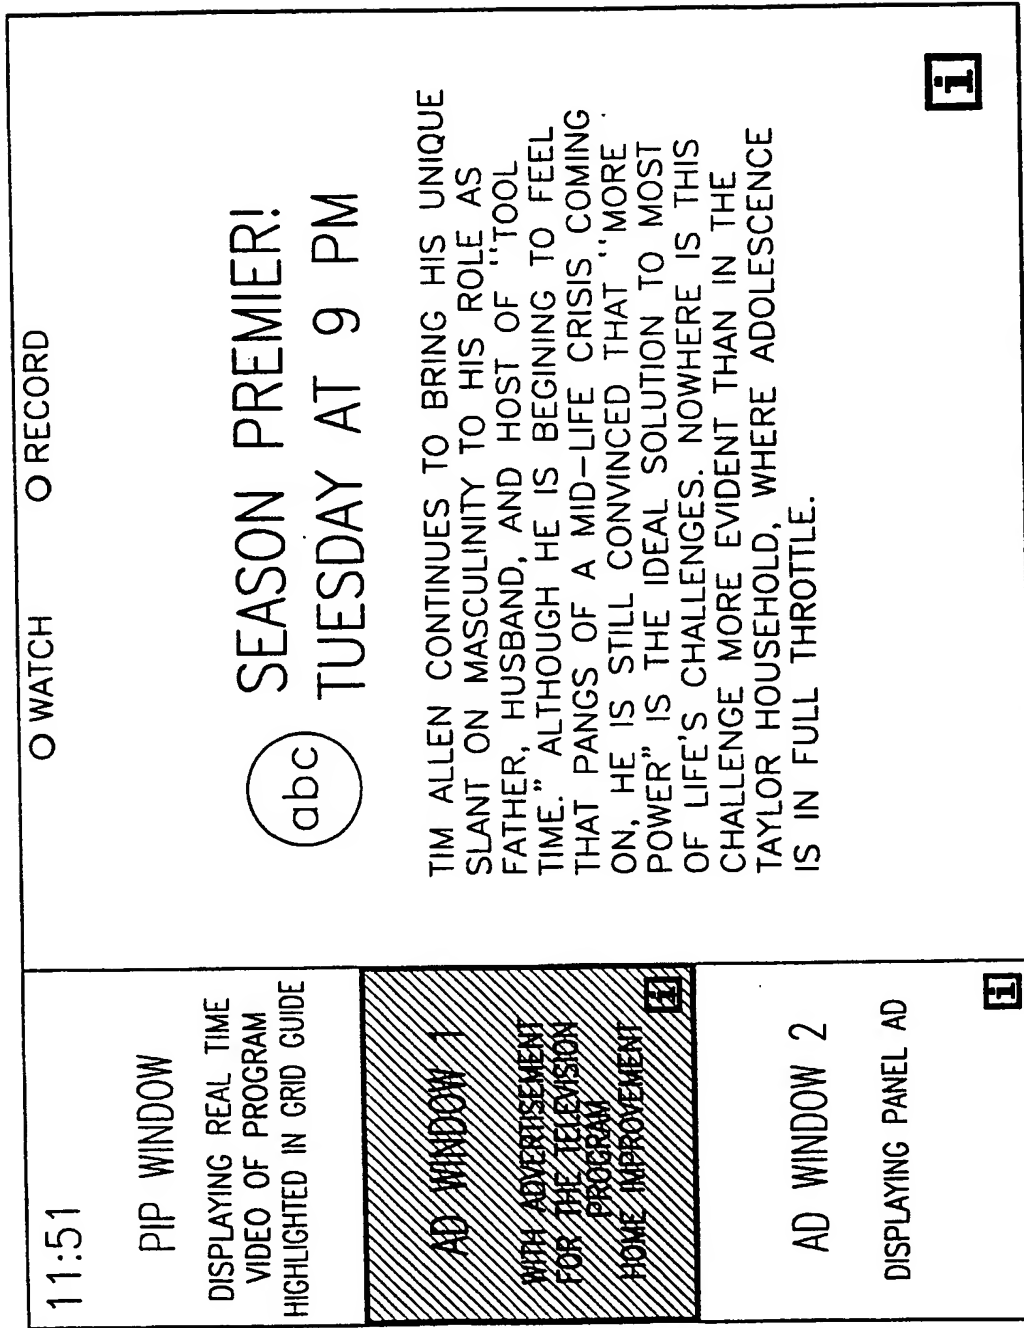 11:51
PIP WINDOW
DISPLAYING REAL TIME
VIDEO OF PROGRAM
HIGHLIGHTED IN GRID GUIDE
AD WINDOW 1
WITH ADVERTISEMENT
FOR THE TELEVISION
PROGRAM
HOME IMPROVEMENT
i
AD WINDOW 2
DISPLAYING PANEL AD
i
O WATCH O RECORD
abc
SEASON PREMIER!
TUESDAY AT 9 PM
TIM ALLEN CONTINUES TO BRING HIS UNIQUE
SLANT ON MASCULINITY TO HIS ROLE AS
FATHER, HUSBAND, AND HOST OF "TOOL
TIME." ALTHOUGH HE IS BEGINING TO FEEL
THAT PANGS OF A MID-LIFE CRISIS COMING
ON, HE IS STILL CONVINCED THAT "MORE
POWER" IS THE IDEAL SOLUTION TO MOST
OF LIFE'S CHALLENGES. NOWHERE IS THIS
CHALLENGE MORE EVIDENT THAN IN THE
TAYLOR HOUSEHOLD, WHERE ADOLESCENCE
IS IN FULL THROTTLE.
i